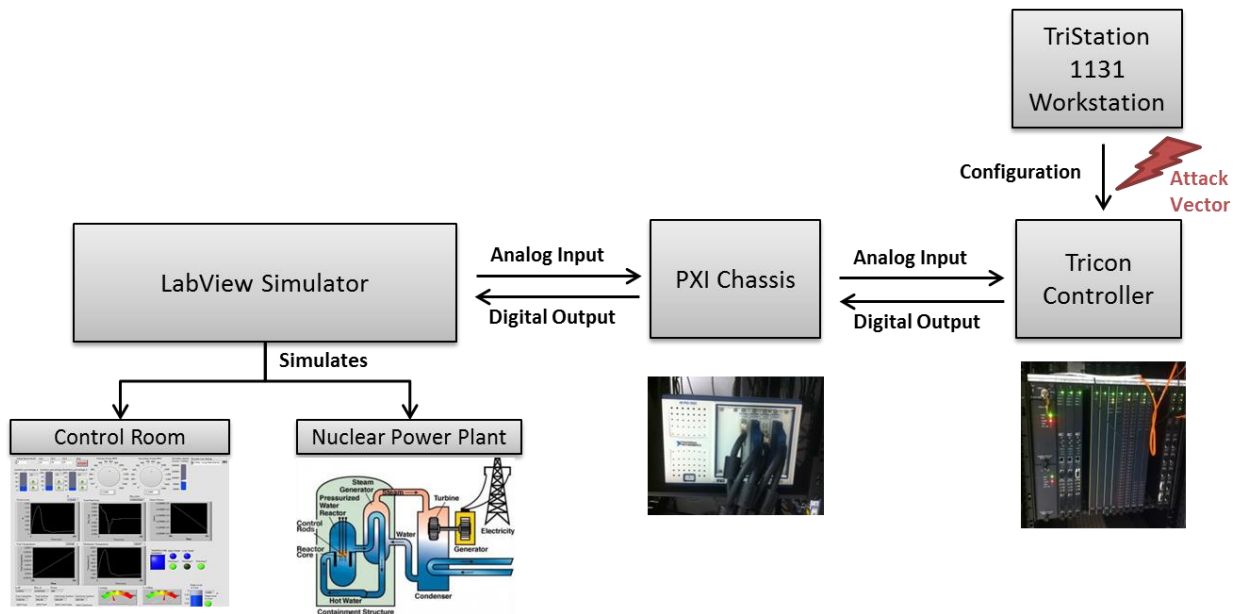 TriStation
1131
Workstation
Configuration
Attack
Vector
LabView Simulator
Analog Input
Digital Output
PXI Chassis
Analog Input
Digital Output
Tricon
Controller
Simulates
Control Room
Nuclear Power Plant
Steam
Generator
Steam
Pressurized
Water
Reactor
Turbine
Control
Rods
Water
Electricity
Reactor
Core
Generator
Hot Water
Condenser
Containment Structure